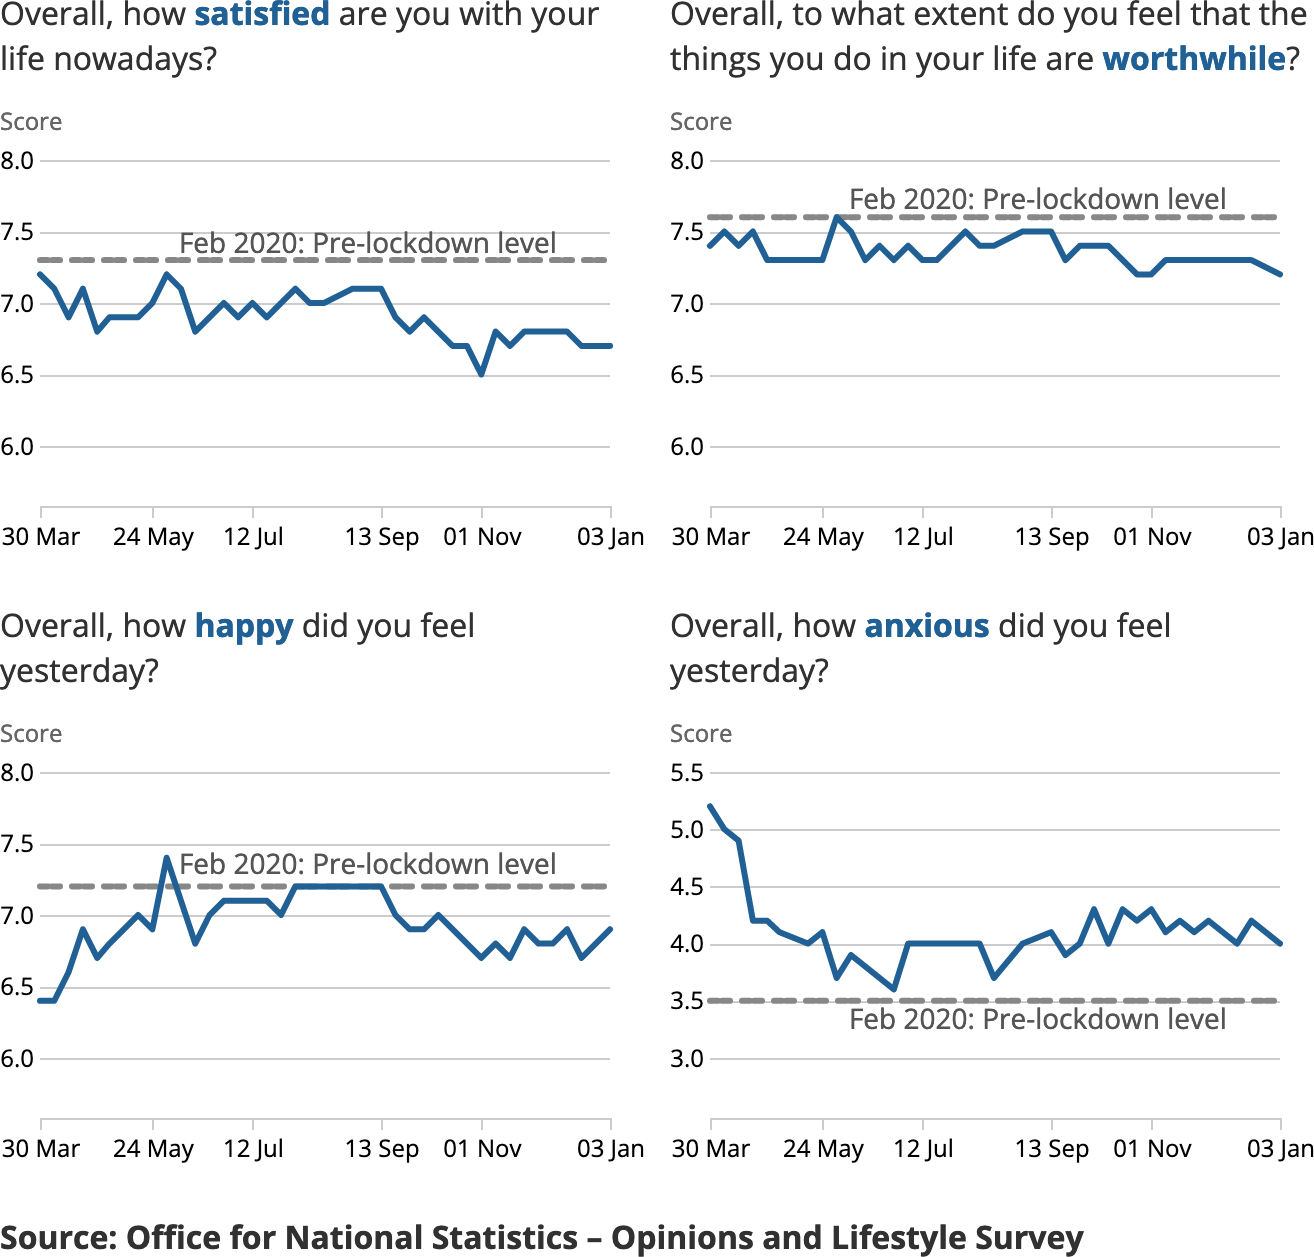 Overall, how satisfied are you with your
life nowadays?
Score
8.0
7.5
Feb 2020: Pre-lockdown level
7.0
6.5
6.0
30 Mar 24 May 12 Jul 13 Sep 01 Nov 03 Jan
Overall, to what extent do you feel that the
things you do in your life are worthwhile?
Score
8.0
Feb 2020: Pre-lockdown level
7.5
7.0
6.5
6.0
30 Mar 24 May 12 Jul 13 Sep 01 Nov 03 Jan
Overall, how happy did you feel
yesterday?
Score
8.0
7.5
Feb 2020: Pre-lockdown level
7.0
6.5
6.0
30 Mar 24 May 12 Jul 13 Sep 01 Nov 03 Jan
Overall, how anxious did you feel
yesterday?
Score
5.5
5.0
4.5
4.0
3.5
Feb 2020: Pre-lockdown level
3.0
30 Mar 24 May 12 Jul 13 Sep 01 Nov 03 Jan
Source: Office for National Statistics – Opinions and Lifestyle Survey